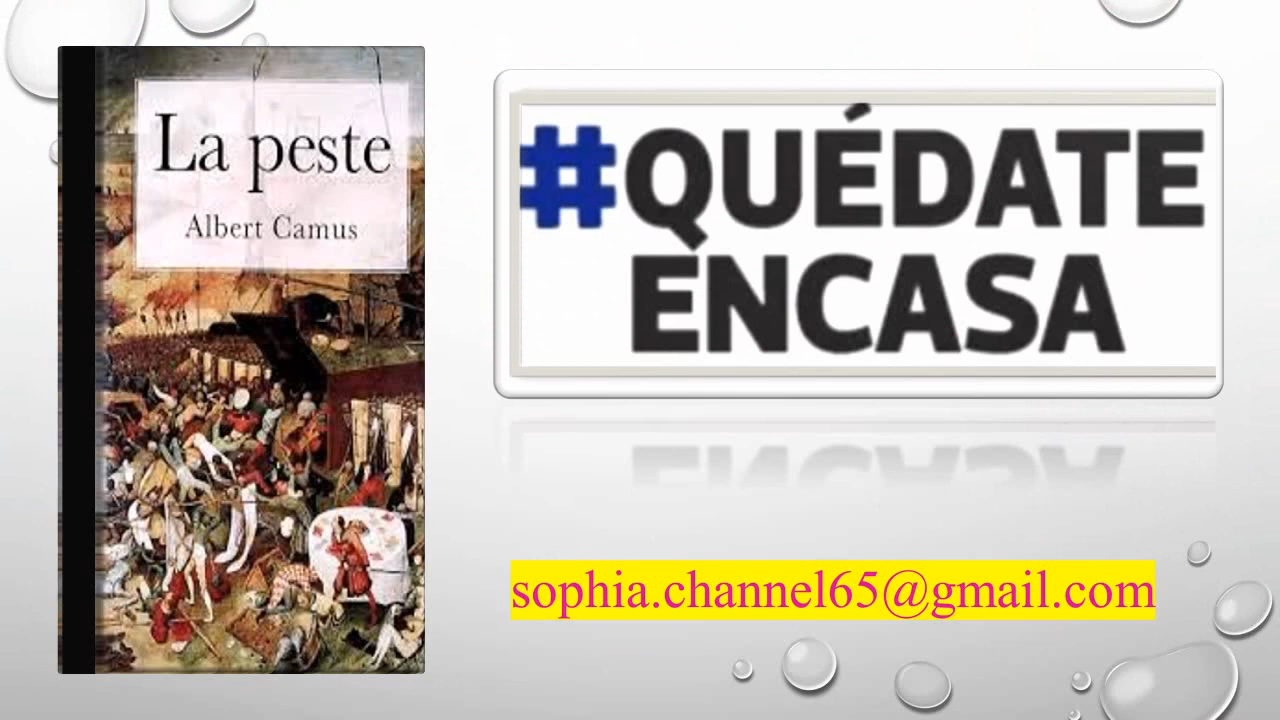 La peste
Albert Camus
#QUÉDATE
ENCASA
sophia.channel65@gmail.com